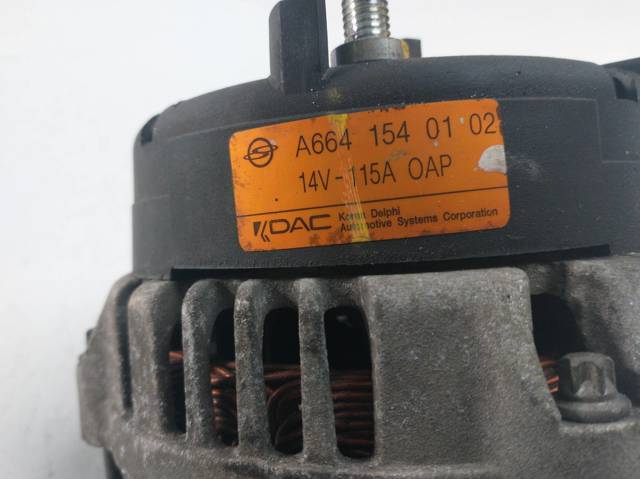 A664 154 01 02
14V-115A OAP
KDAC Korea Delphi
Automotive Systems Corporation